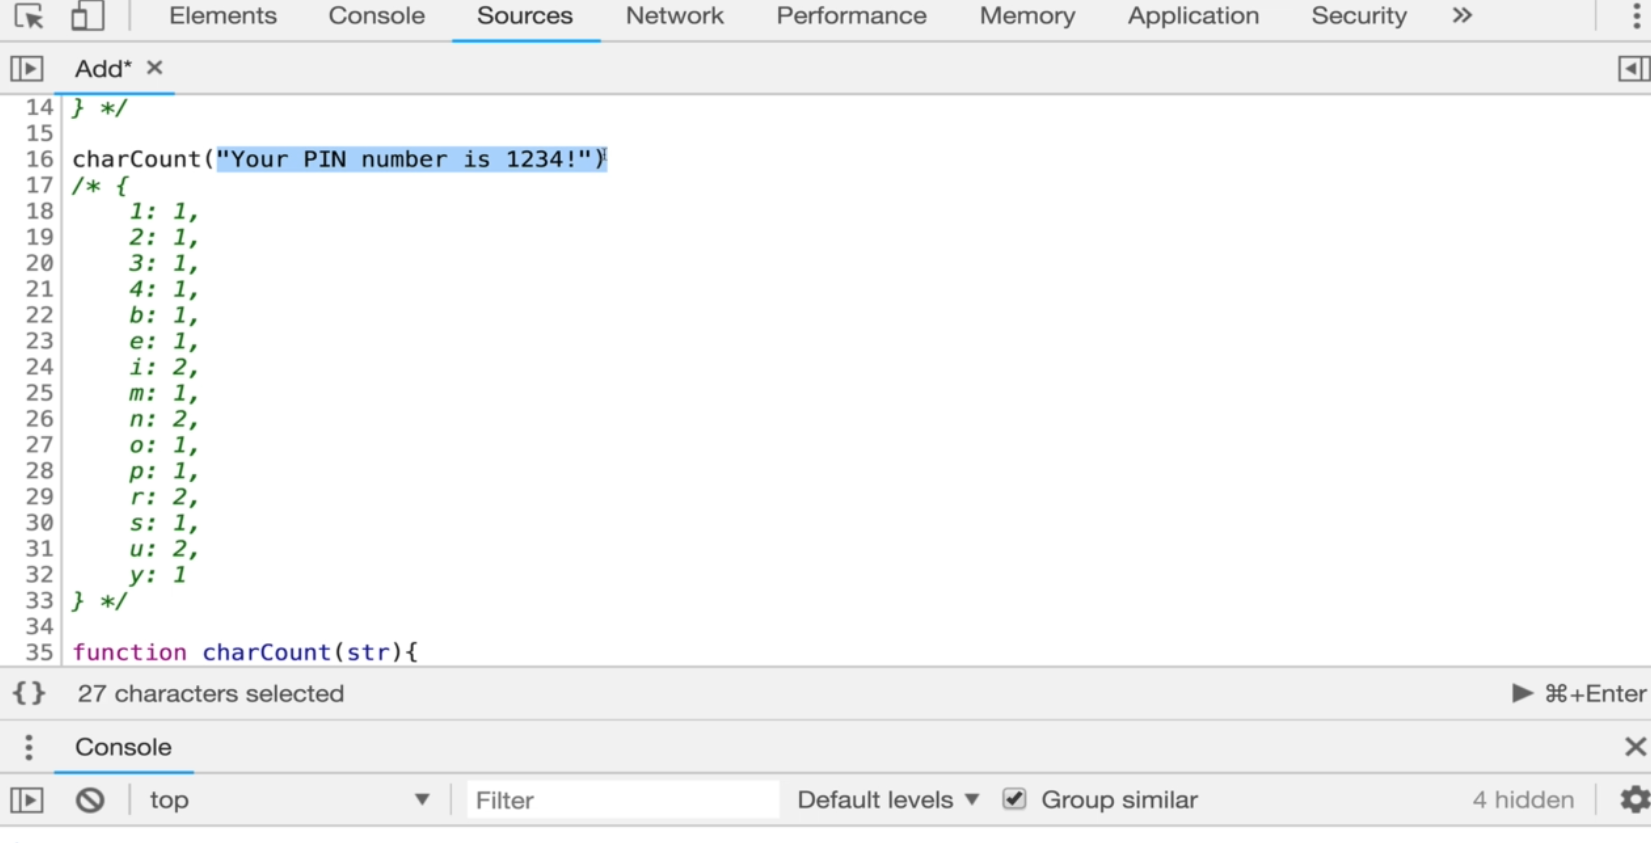 Elements Console Sources Network Performance Memory Application Security »
Add* ×
14 } */
15
16 charCount("Your PIN number is 1234!")
17 /* {
18 1: 1,
19 2: 1,
20 3: 1,
21 4: 1,
22 b: 1,
23 e: 1,
24 i: 2,
25 m: 1,
26 n: 2,
27 o: 1,
28 p: 1,
29 r: 2,
30 s: 1,
31 u: 2,
32 y: 1
33 } */
34
35 function charCount(str){
{} 27 characters selected ⌘+Enter
Console
top Filter Default levels Group similar 4 hidden